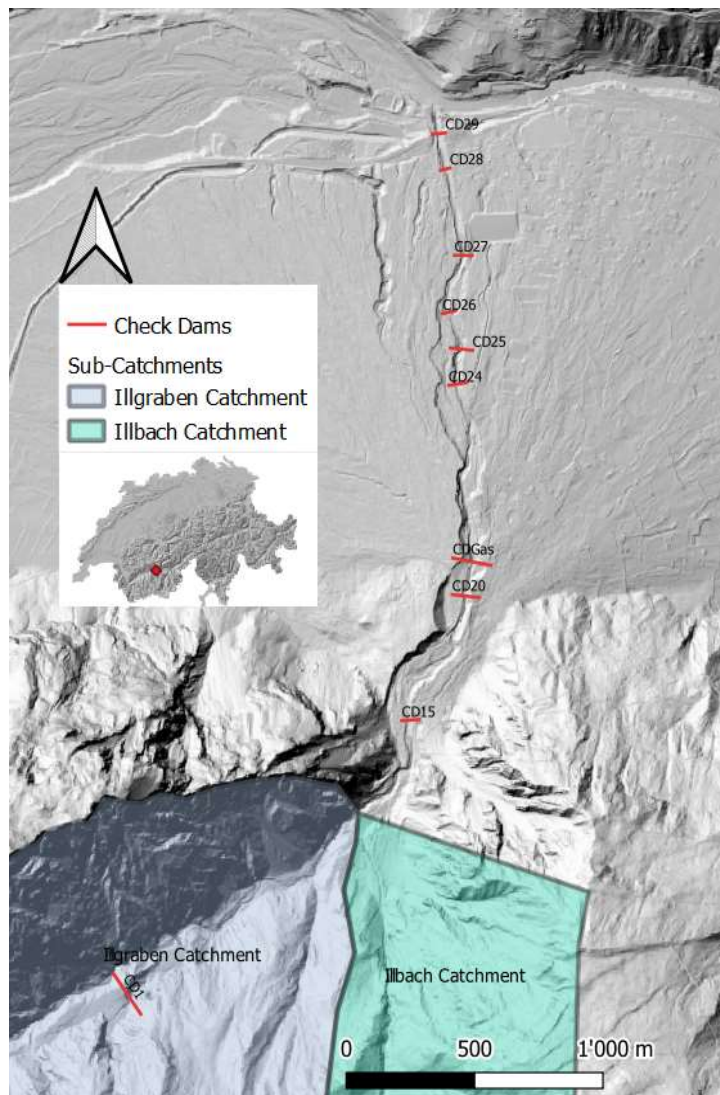 CD29
CD28
CD27
CD26
CD25
CD24
Check Dams
Sub-Catchments
Illgraben Catchment
Illbach Catchment
CDGas
CD20
CD15
Illgraben Catchment
CD1
Illbach Catchment
0 500 1'000 m